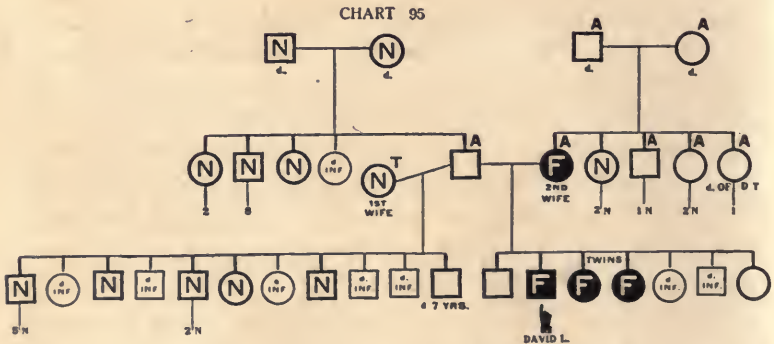 CHART 95
N N A A
d. d. d. d.
N N N d INF. A F A N A A A
T
N
1ST WIFE
2ND WIFE
d. OF D T
2 8 2 N 1 N 2 N 1
TWINS
N d INF. N d INF. N N d INF. N d. INF. d. INF. F F F d INF. d. INF.
d 7 YRS.
5 N 2 N
DAVID L.